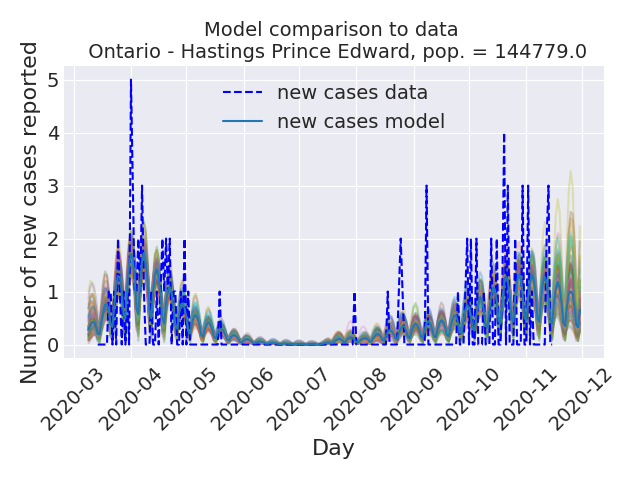 Model comparison to data
Ontario - Hastings Prince Edward, pop. = 144779.0
Number of new cases reported
5
4
3
2
1
0
new cases data
new cases model
2020-03
2020-04
2020-05
2020-06
2020-07
2020-08
2020-09
2020-10
2020-11
2020-12
Day